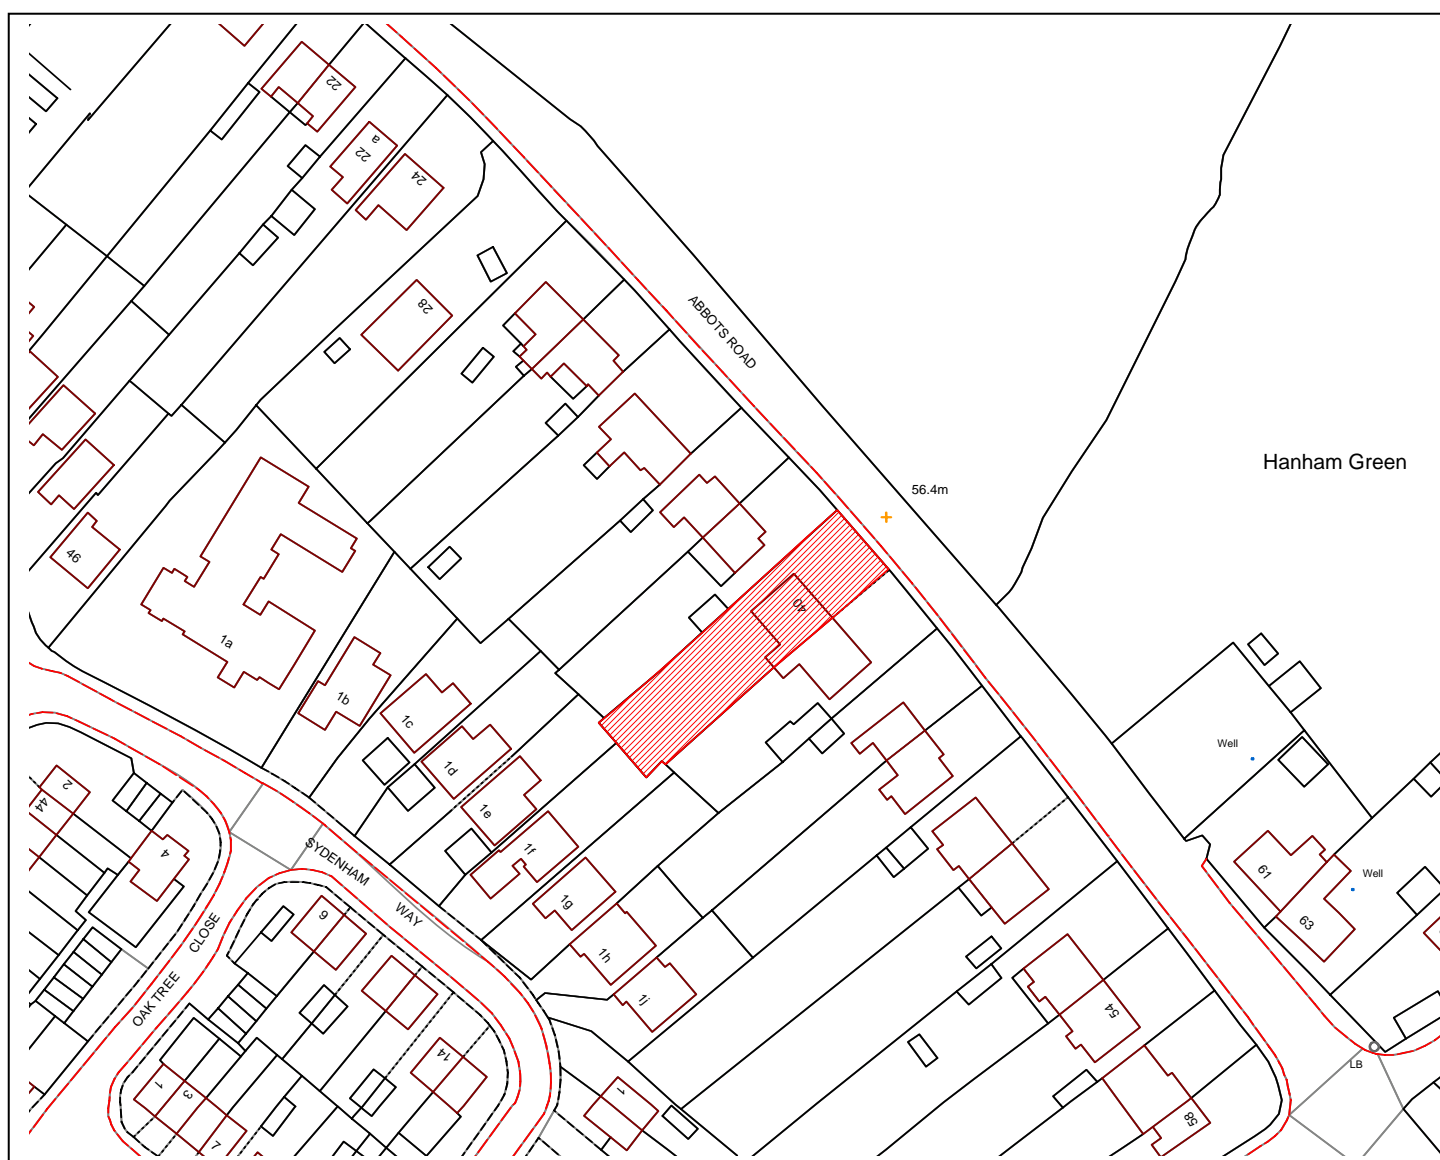 22
22
a
24
28
ABBOTS ROAD
56.4m
Hanham Green
46
40
1a
1b
1c
1d
1e
1f
1g
1h
1j
Well
Well
2
44
4
SYDENHAM
WAY
OAK TREE
CLOSE
9
14
1
3
7
1
61
63
54
58
LB